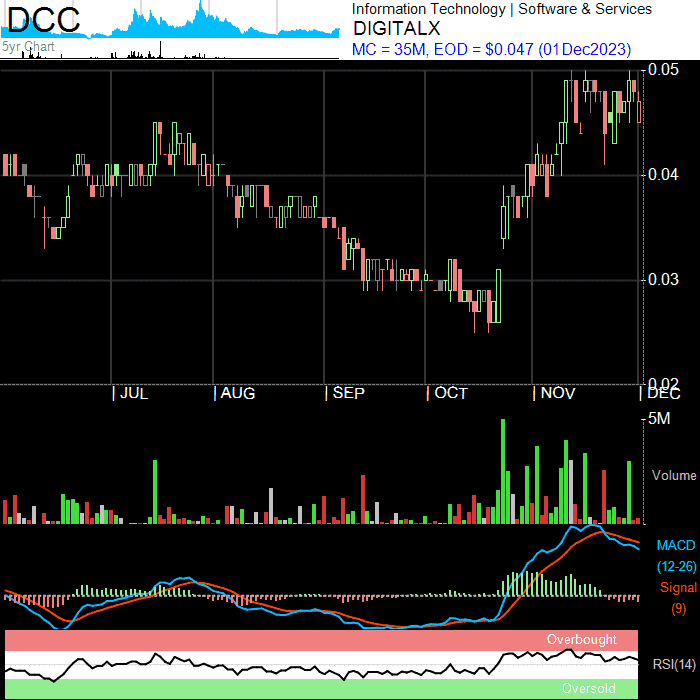 DCC
5yr Chart
Information Technology | Software & Services
DIGITALX
MC = 35M, EOD = $0.047 (01Dec2023)
0.05
0.04
0.03
0.02
| JUL | AUG | SEP | OCT | NOV | DEC
5M
Volume
MACD
(12-26)
Signal
(9)
Overbought
RSI(14)
Oversold